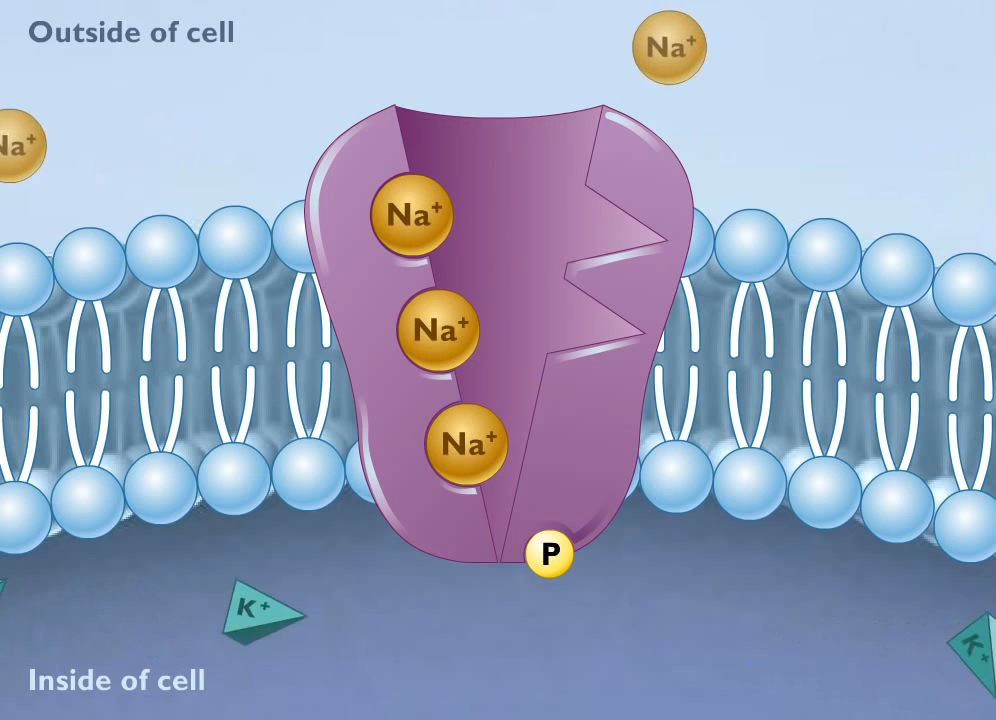 Outside of cell
Na⁺
Na⁺
Na⁺
Na⁺
Na⁺
P
K⁺
K⁺
Inside of cell